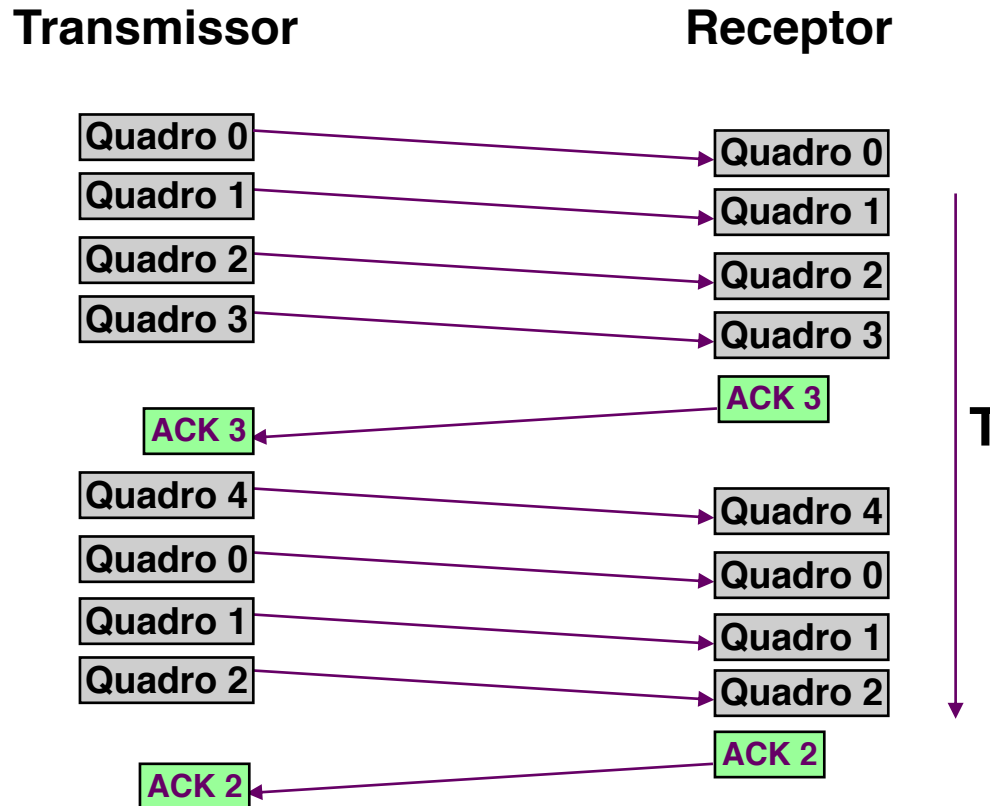 Transmissor Receptor
Quadro 0 Quadro 0
Quadro 1 Quadro 1
Quadro 2 Quadro 2
Quadro 3 Quadro 3
ACK 3
ACK 3
T
Quadro 4 Quadro 4
Quadro 0 Quadro 0
Quadro 1 Quadro 1
Quadro 2 Quadro 2
ACK 2
ACK 2